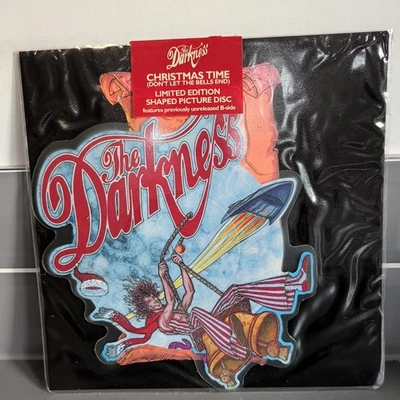 The
Darkness
CHRISTMAS TIME
(DON'T LET THE BELLS END)
LIMITED EDITION
SHAPED PICTURE DISC
features previously unreleased B-side
The
Darkness